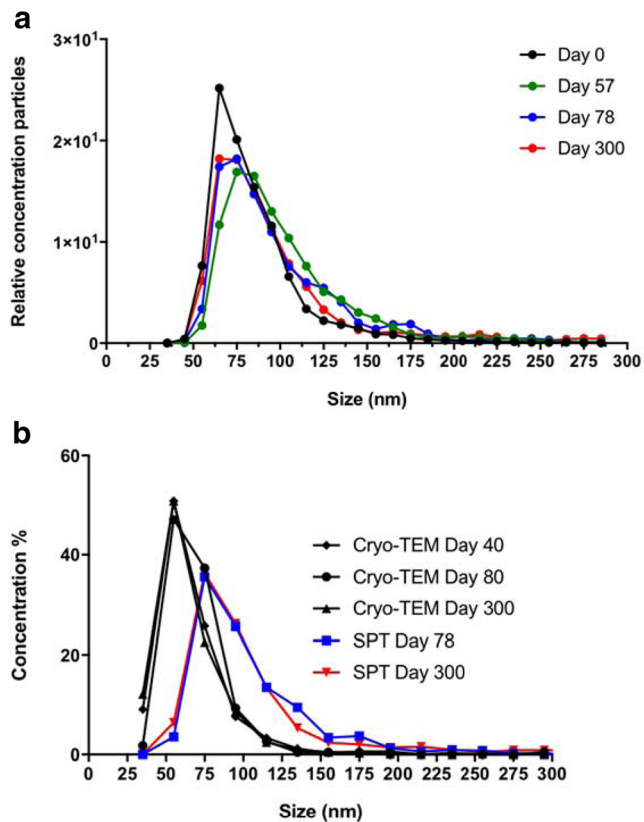 a
Relative concentration particles
3×10¹
2×10¹
1×10¹
0
0 25 50 75 100 125 150 175 200 225 250 275 300
Size (nm)
Day 0
Day 57
Day 78
Day 300
b
Concentration %
60
40
20
0
0 25 50 75 100 125 150 175 200 225 250 275 300
Size (nm)
Cryo-TEM Day 40
Cryo-TEM Day 80
Cryo-TEM Day 300
SPT Day 78
SPT Day 300